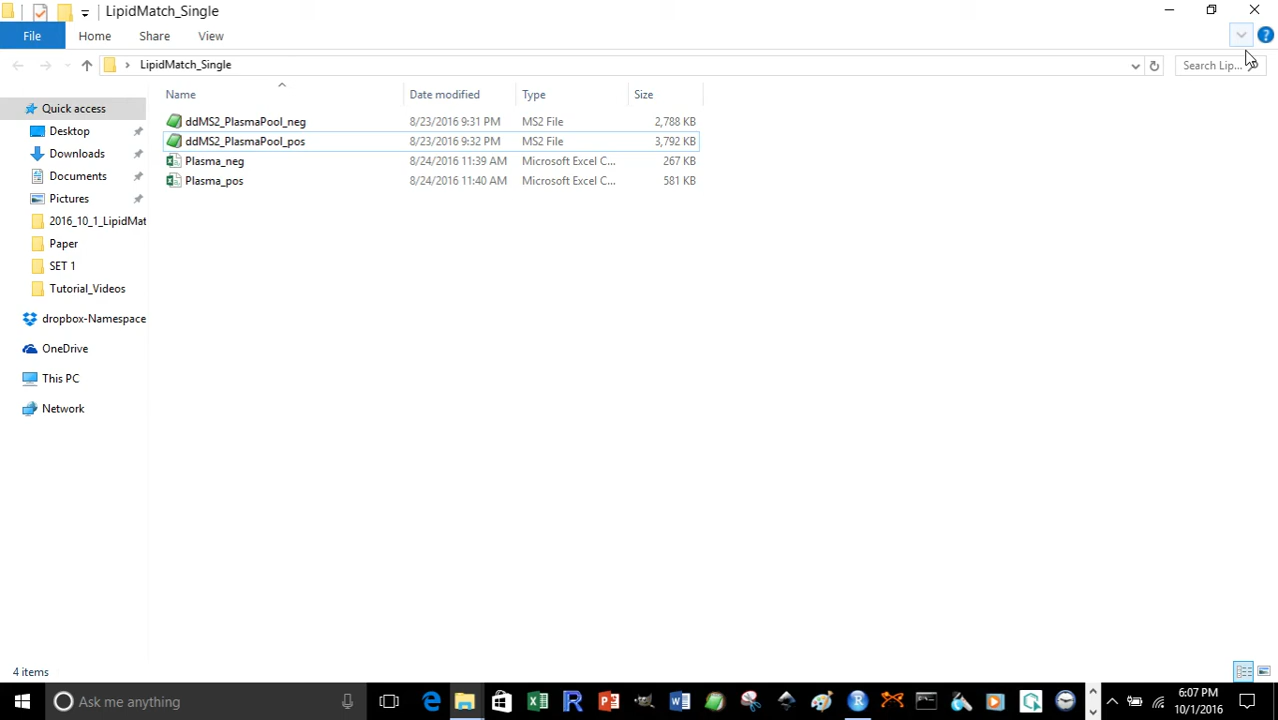 LipidMatch_Single
File Home Share View
LipidMatch_Single
Search Lip...
Name Date modified Type Size
Quick access
Desktop
Downloads
Documents
Pictures
2016_10_1_LipidMat
Paper
SET 1
Tutorial_Videos
dropbox-Namespace
OneDrive
This PC
Network
ddMS2_PlasmaPool_neg 8/23/2016 9:31 PM MS2 File 2,788 KB
ddMS2_PlasmaPool_pos 8/23/2016 9:32 PM MS2 File 3,792 KB
Plasma_neg 8/24/2016 11:39 AM Microsoft Excel C... 267 KB
Plasma_pos 8/24/2016 11:40 AM Microsoft Excel C... 581 KB
4 items
Ask me anything
6:07 PM
10/1/2016